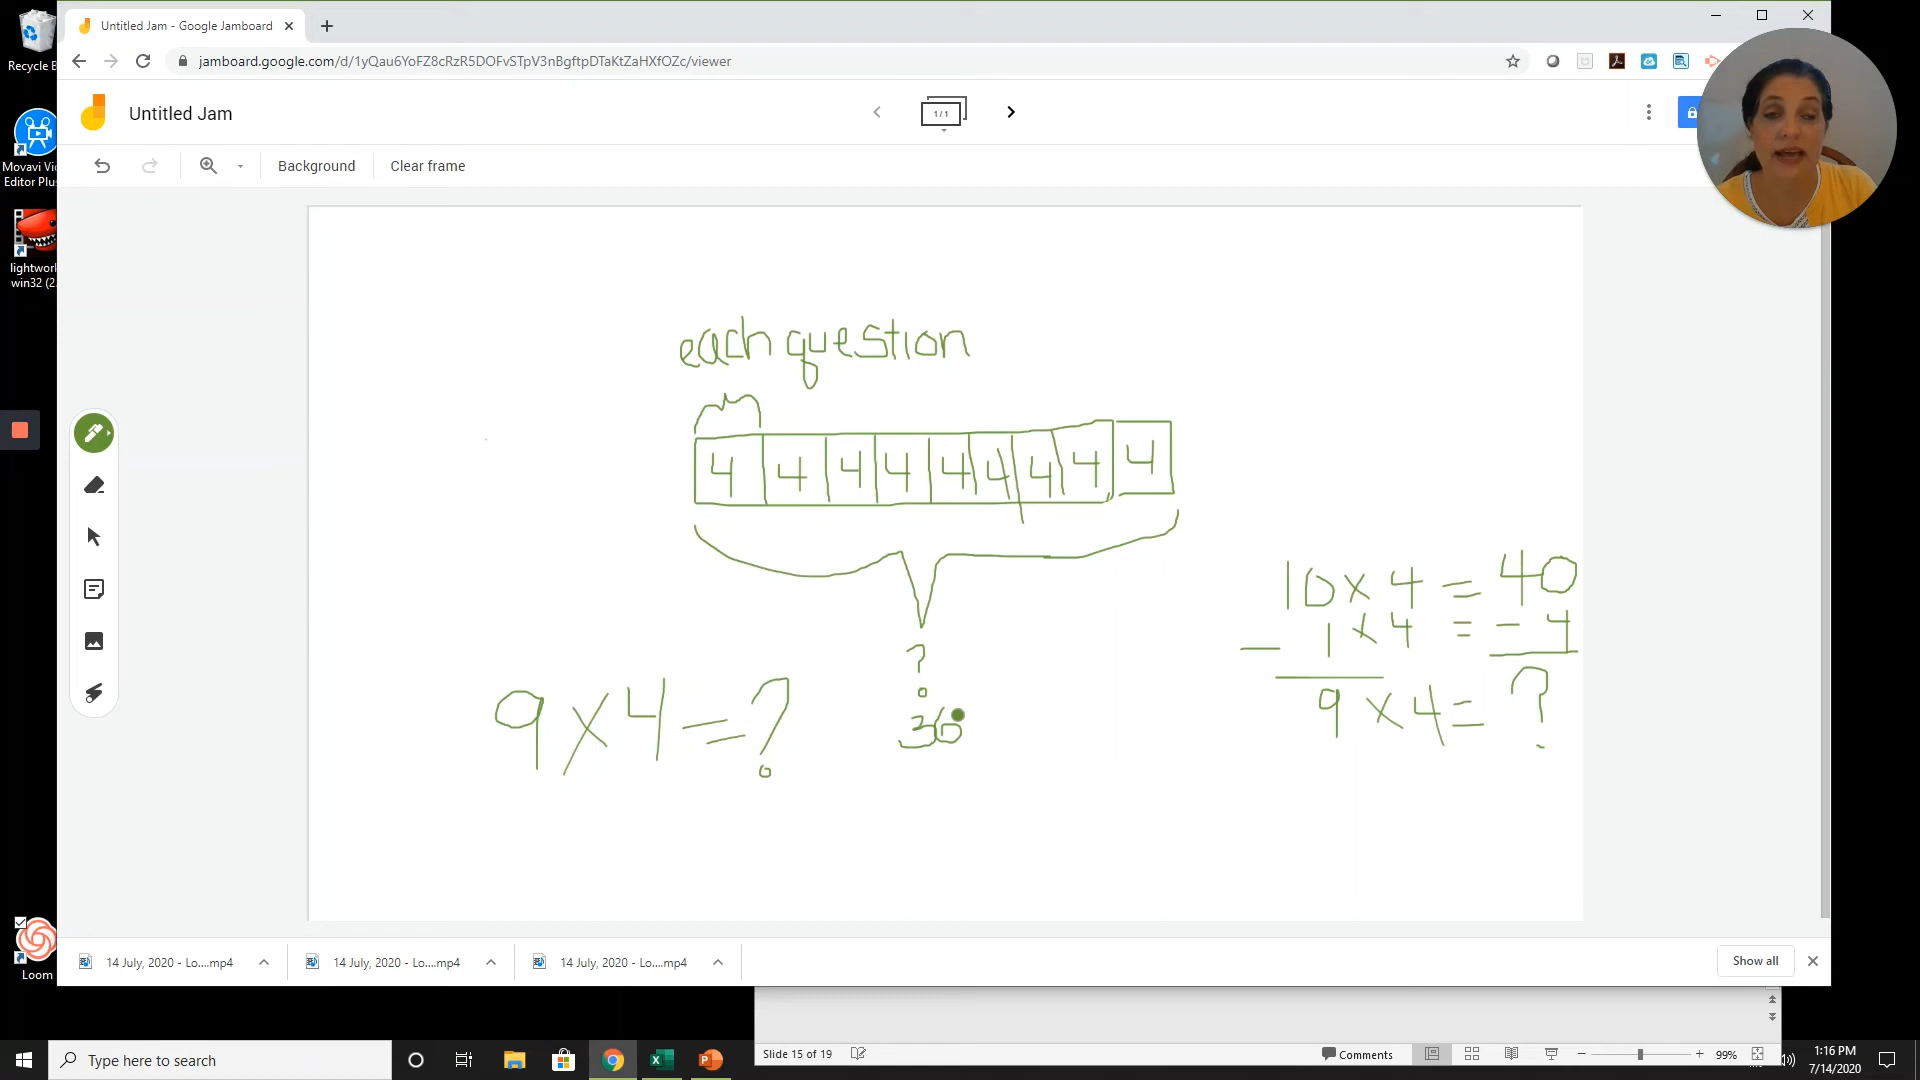 Untitled Jam - Google Jamboard
jamboard.google.com/d/1yQau6YoFZ8cRzR5DOFvSTpV3nBgftpDTaKtZaHXfOZc/viewer
Recycle B
Untitled Jam
1/1
Movavi Vi
Editor Plu
Background
Clear frame
lightwor
win32 (2.
each question
4 4 4 4 4 4 4 4 4
10 x 4 = 40
- 1 x 4 = - 4
9 x 4 = ?
?
36
9 x 4 = ?
Loom
14 July, 2020 - Lo....mp4
14 July, 2020 - Lo....mp4
14 July, 2020 - Lo....mp4
Show all
Slide 15 of 19
Comments
99%
Type here to search
1:16 PM
7/14/2020